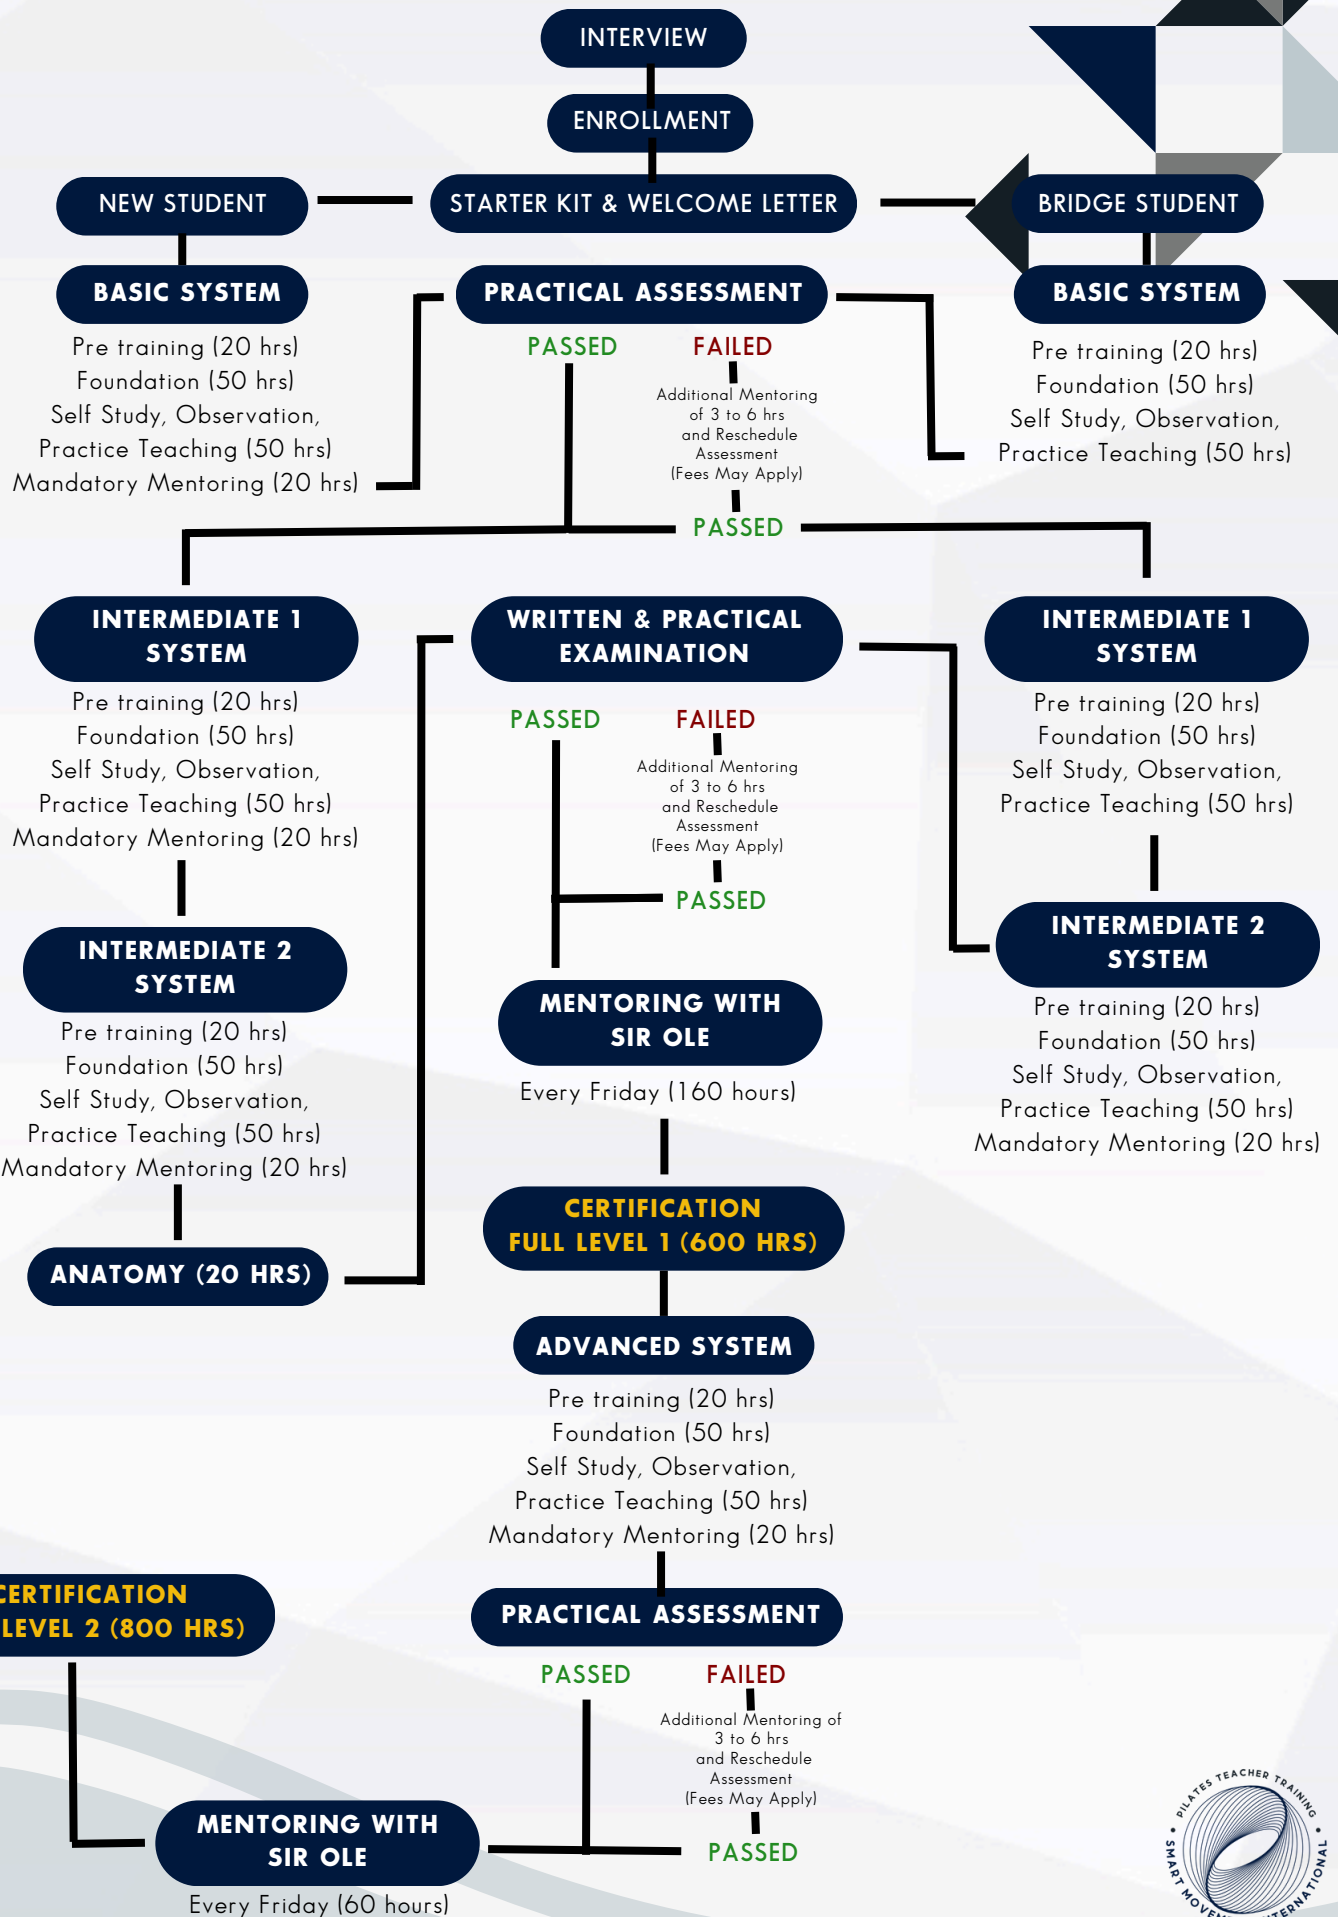 INTERVIEW
ENROLLMENT
NEW STUDENT
STARTER KIT & WELCOME LETTER
BRIDGE STUDENT
BASIC SYSTEM
Pre training (20 hrs)
Foundation (50 hrs)
Self Study, Observation,
Practice Teaching (50 hrs)
Mandatory Mentoring (20 hrs)
PRACTICAL ASSESSMENT
PASSED
FAILED
Additional Mentoring
of 3 to 6 hrs
and Reschedule
Assessment
(Fees May Apply)
PASSED
BASIC SYSTEM
Pre training (20 hrs)
Foundation (50 hrs)
Self Study, Observation,
Practice Teaching (50 hrs)
INTERMEDIATE 1
SYSTEM
Pre training (20 hrs)
Foundation (50 hrs)
Self Study, Observation,
Practice Teaching (50 hrs)
Mandatory Mentoring (20 hrs)
INTERMEDIATE 2
SYSTEM
Pre training (20 hrs)
Foundation (50 hrs)
Self Study, Observation,
Practice Teaching (50 hrs)
Mandatory Mentoring (20 hrs)
ANATOMY (20 HRS)
WRITTEN & PRACTICAL
EXAMINATION
PASSED
FAILED
Additional Mentoring
of 3 to 6 hrs
and Reschedule
Assessment
(Fees May Apply)
PASSED
INTERMEDIATE 1
SYSTEM
Pre training (20 hrs)
Foundation (50 hrs)
Self Study, Observation,
Practice Teaching (50 hrs)
INTERMEDIATE 2
SYSTEM
Pre training (20 hrs)
Foundation (50 hrs)
Self Study, Observation,
Practice Teaching (50 hrs)
Mandatory Mentoring (20 hrs)
MENTORING WITH
SIR OLE
Every Friday (160 hours)
CERTIFICATION
FULL LEVEL 1 (600 HRS)
ADVANCED SYSTEM
Pre training (20 hrs)
Foundation (50 hrs)
Self Study, Observation,
Practice Teaching (50 hrs)
Mandatory Mentoring (20 hrs)
PRACTICAL ASSESSMENT
PASSED
FAILED
Additional Mentoring of
3 to 6 hrs
and Reschedule
Assessment
(Fees May Apply)
PASSED
MENTORING WITH
SIR OLE
Every Friday (60 hours)
CERTIFICATION
LEVEL 2 (800 HRS)
PILATES TEACHER TRAINING
SMART